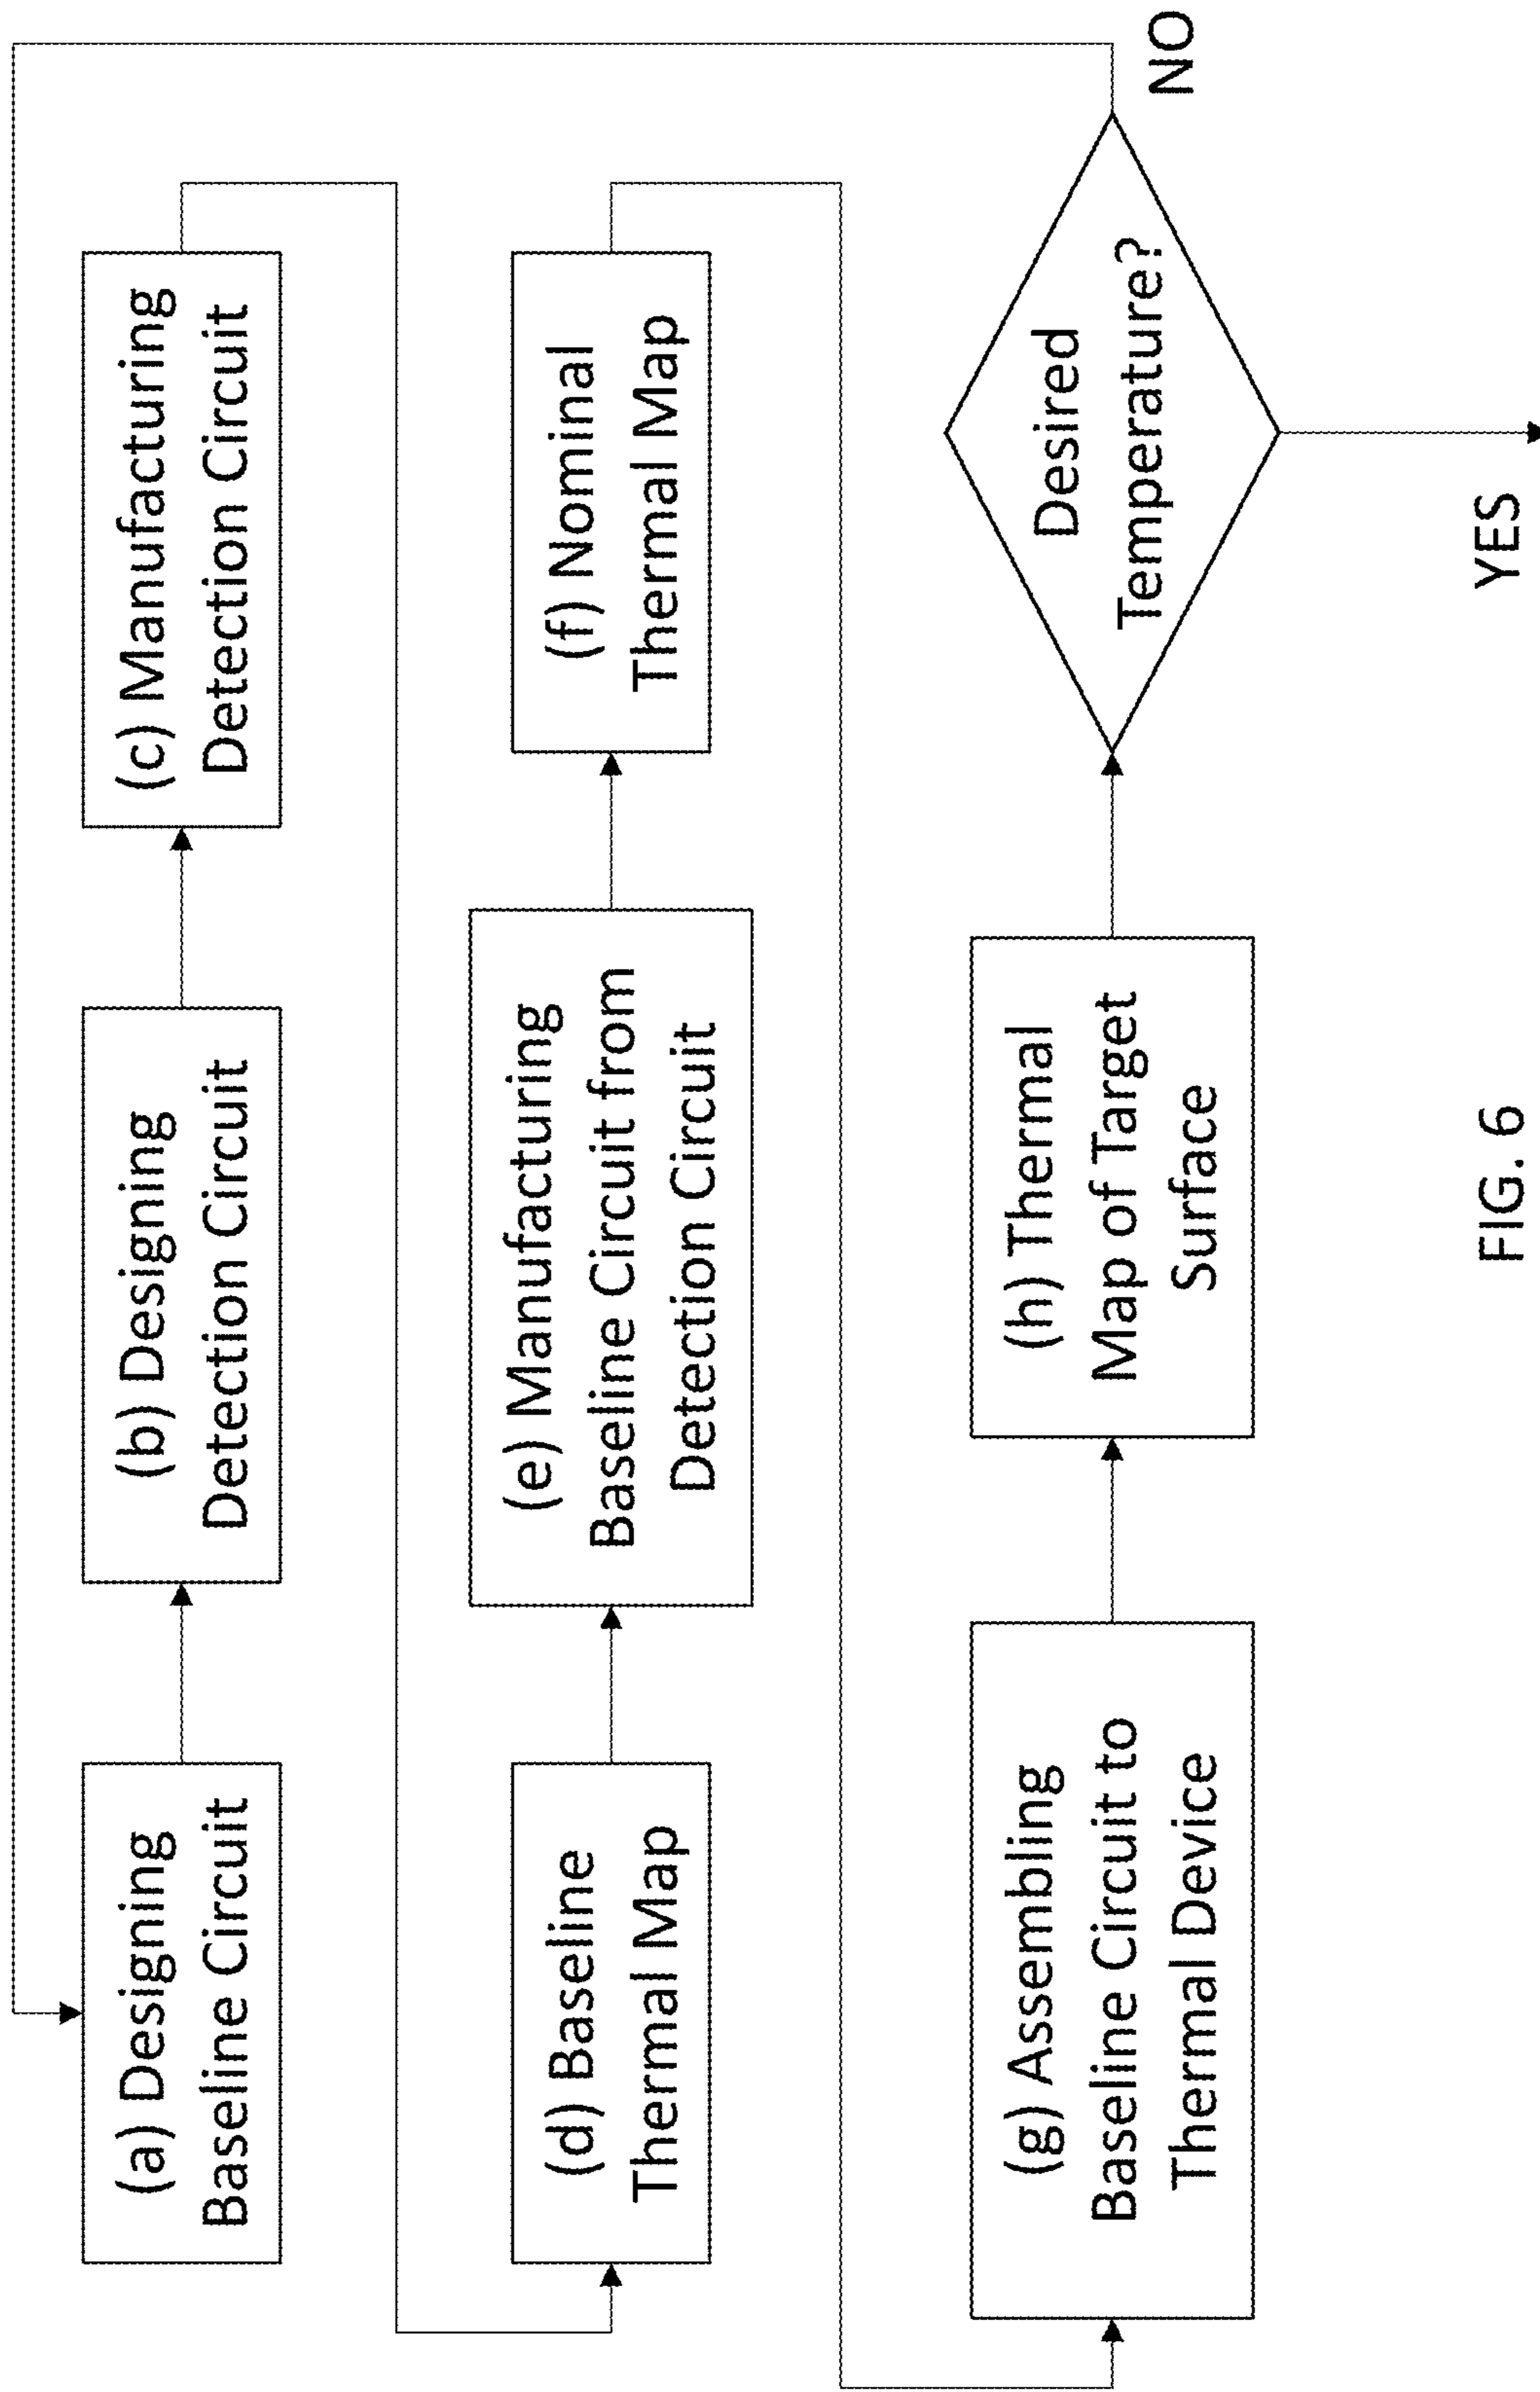 (a) Designing
Baseline Circuit
(b) Designing
Detection Circuit
(c) Manufacturing
Detection Circuit
(d) Baseline
Thermal Map
(e) Manufacturing
Baseline Circuit from
Detection Circuit
(f) Nominal
Thermal Map
(g) Assembling
Baseline Circuit to
Thermal Device
(h) Thermal
Map of Target
Surface
Desired
Temperature?
NO
YES
FIG. 6